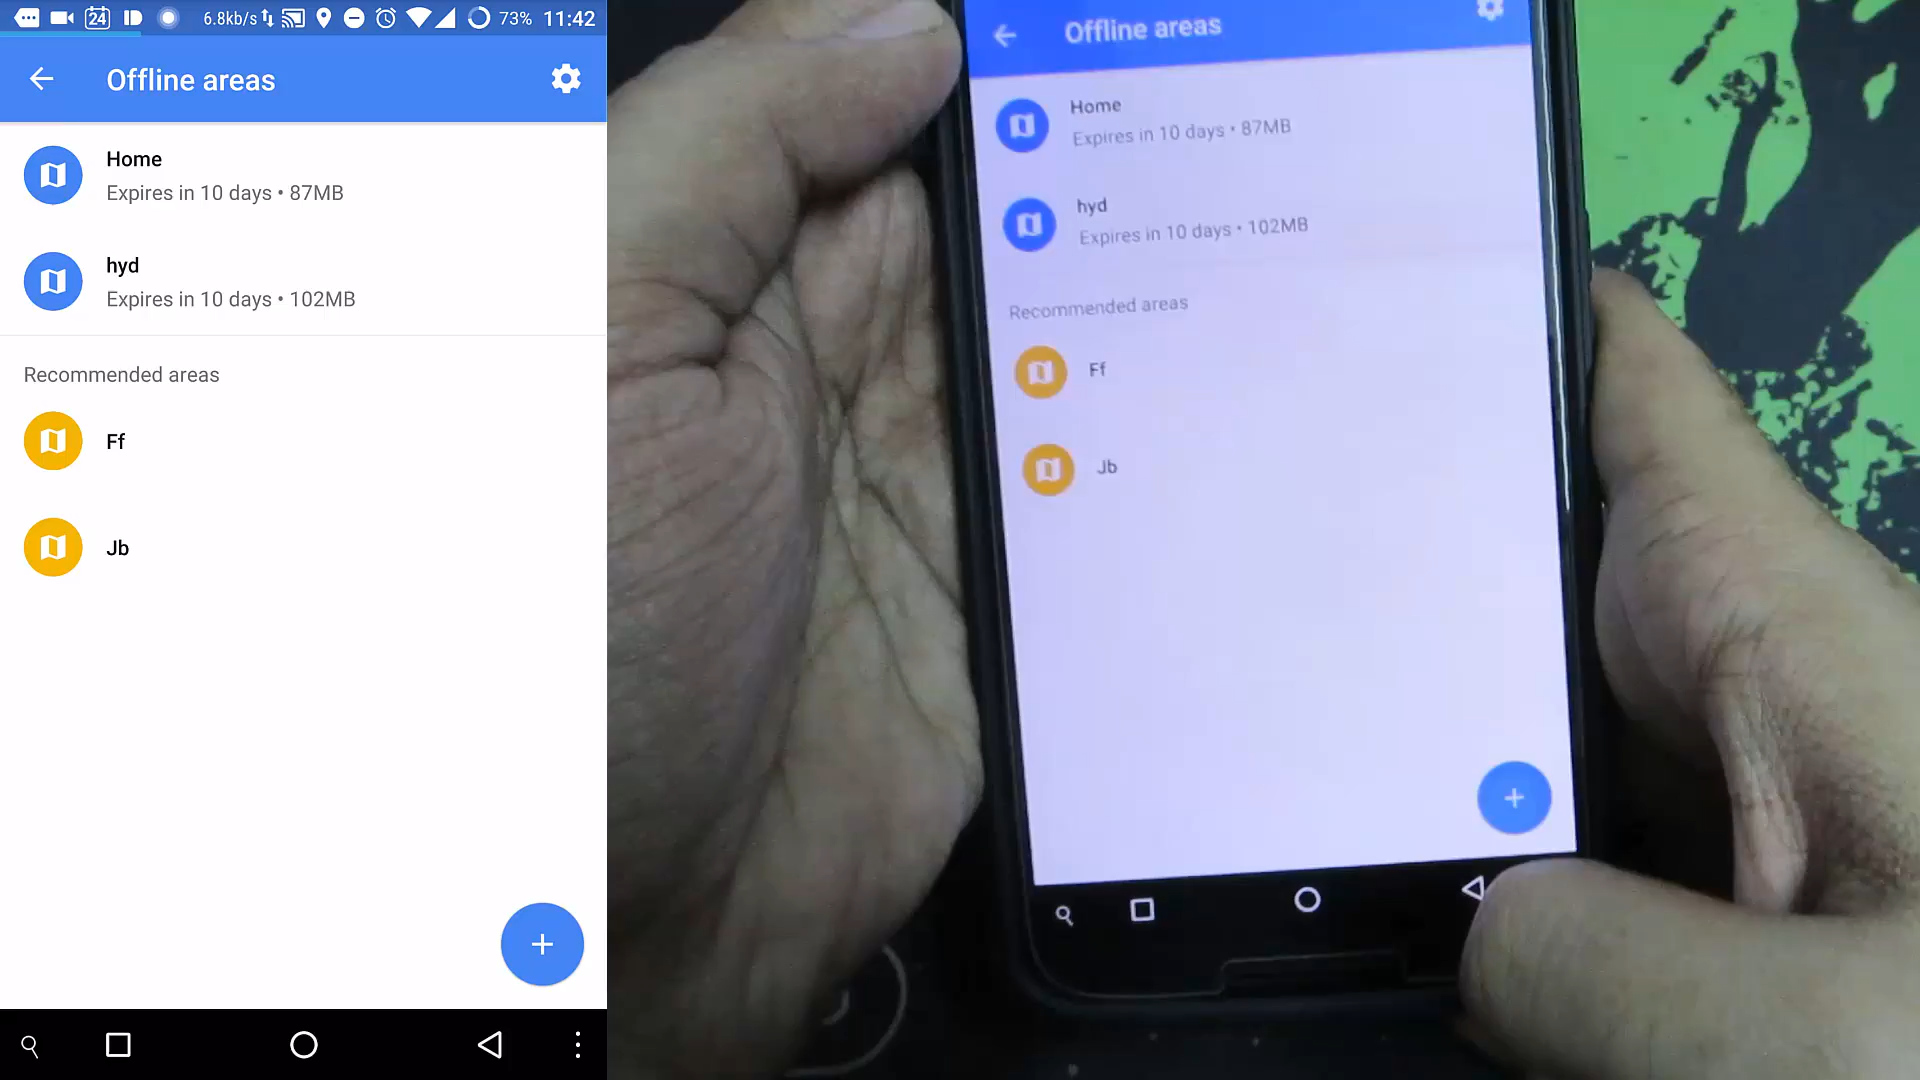 24 6.8kb/s 73% 11:42
Offline areas
Home
Expires in 10 days • 87MB
hyd
Expires in 10 days • 102MB
Recommended areas
Ff
Jb
Offline areas
Home
Expires in 10 days • 87MB
hyd
Expires in 10 days • 102MB
Recommended areas
Ff
Jb